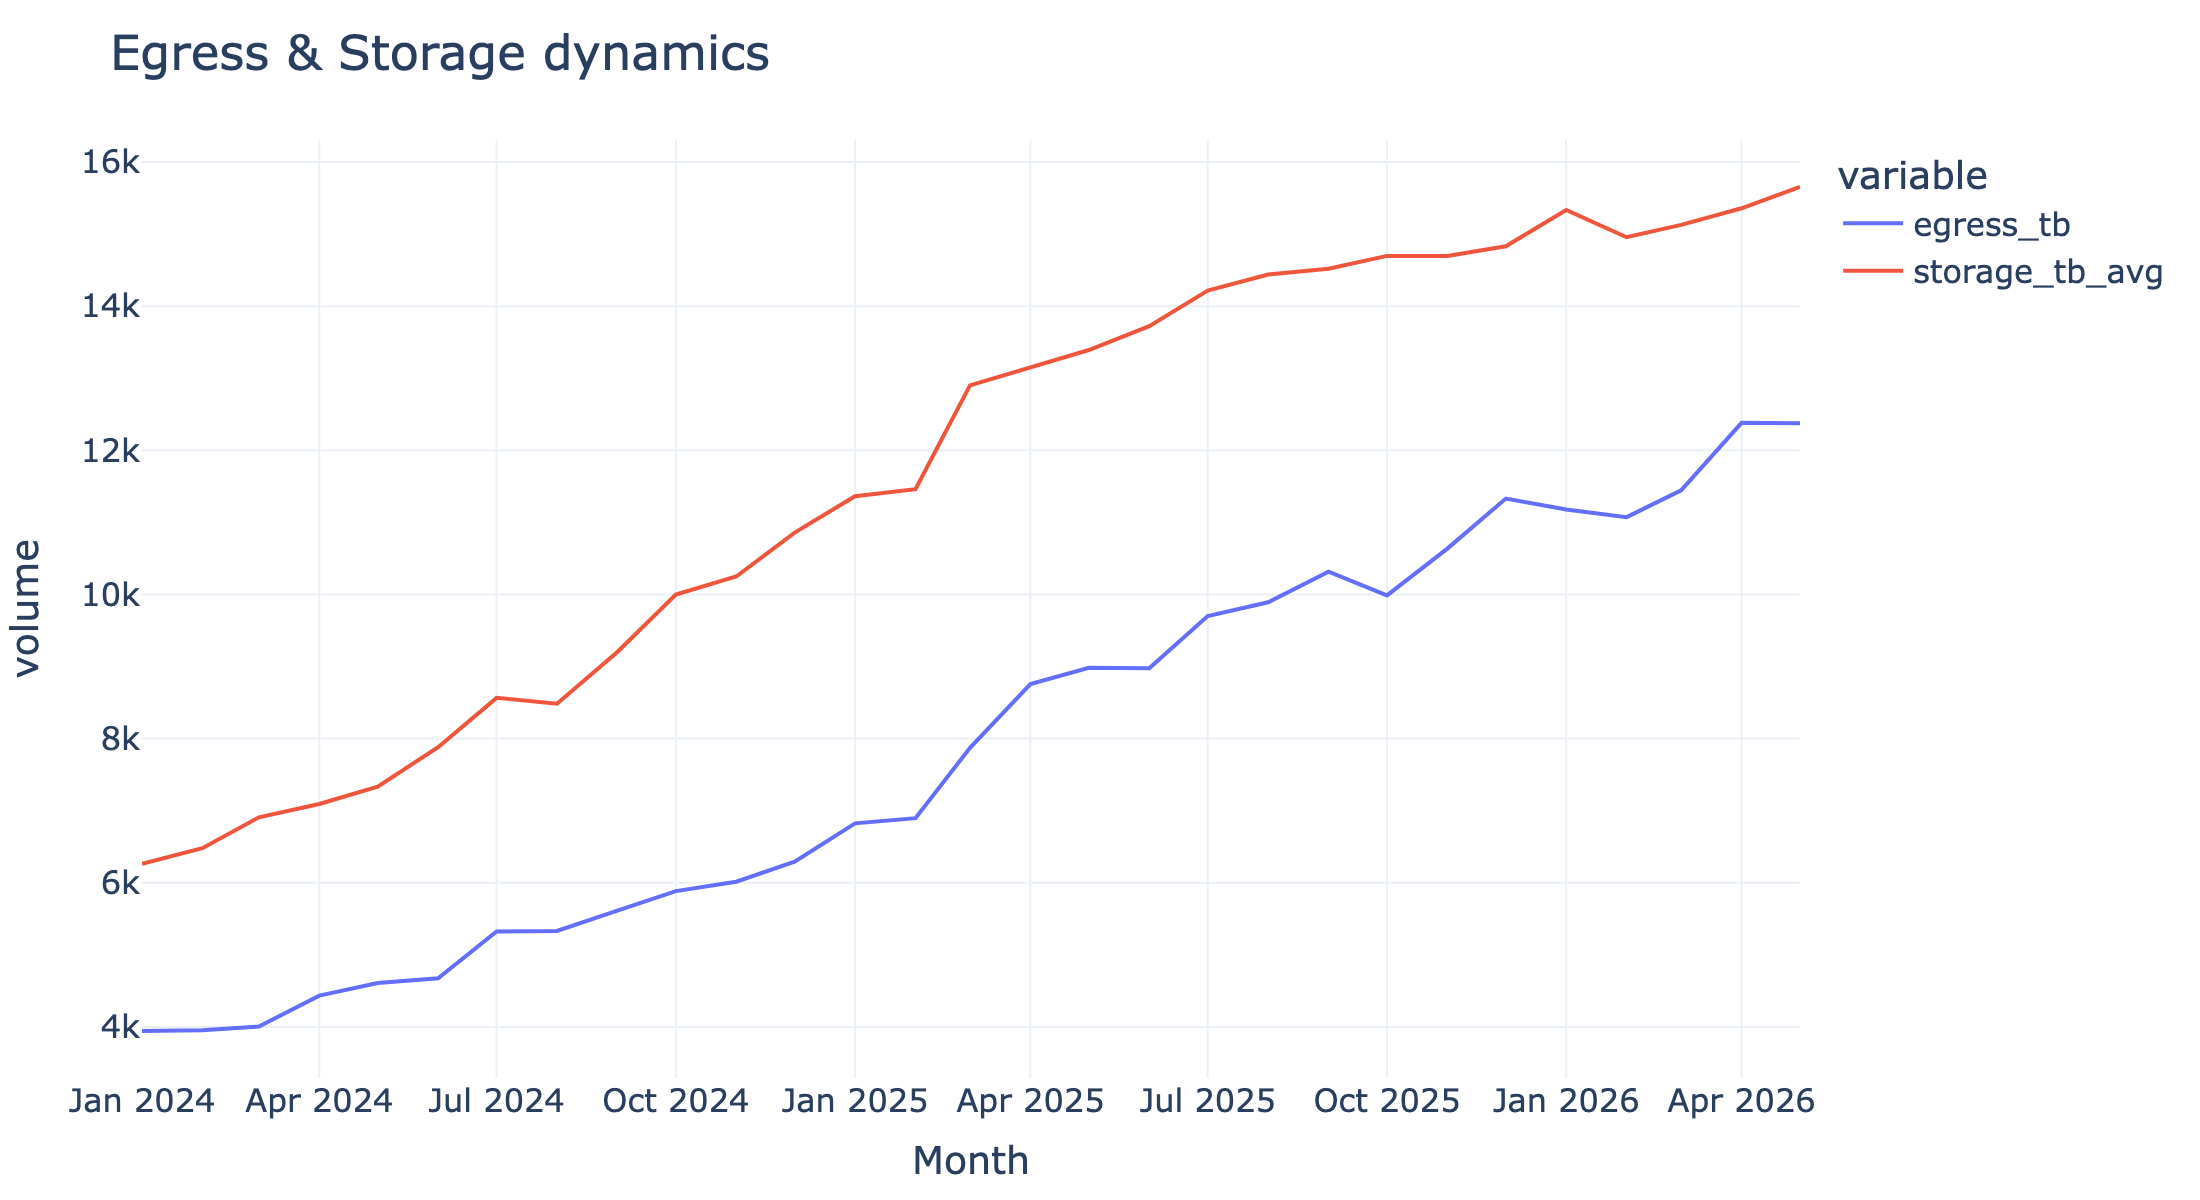 Egress & Storage dynamics
16k
14k
12k
10k
8k
6k
4k
volume
Jan 2024 Apr 2024 Jul 2024 Oct 2024 Jan 2025 Apr 2025 Jul 2025 Oct 2025 Jan 2026 Apr 2026
Month
variable
egress_tb
storage_tb_avg